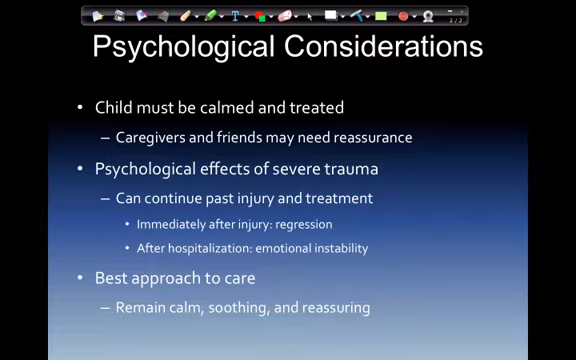 2 / 2
Psychological Considerations
• Child must be calmed and treated
– Caregivers and friends may need reassurance
• Psychological effects of severe trauma
– Can continue past injury and treatment
• Immediately after injury: regression
• After hospitalization: emotional instability
• Best approach to care
– Remain calm, soothing, and reassuring